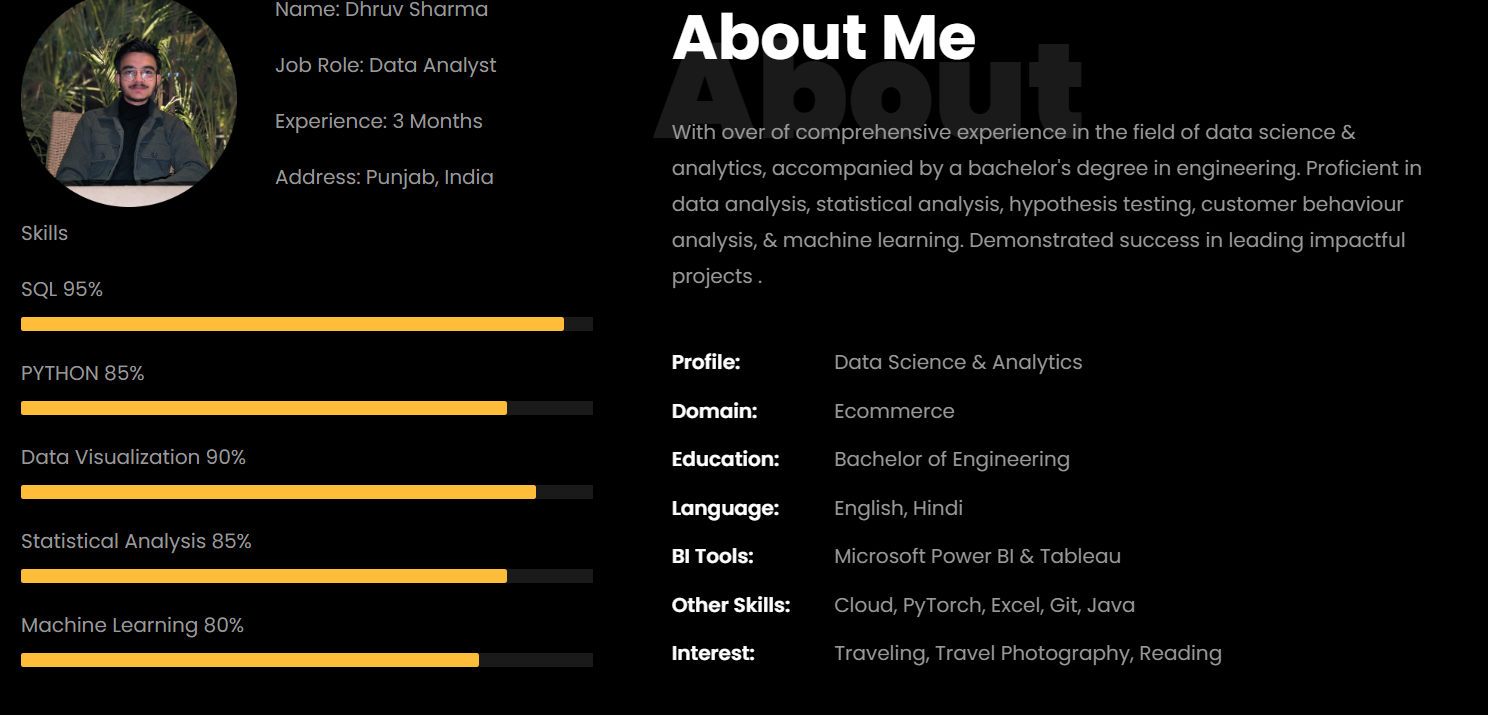 Name: Dhruv Sharma
Job Role: Data Analyst
Experience: 3 Months
Address: Punjab, India
Skills
SQL 95%
PYTHON 85%
Data Visualization 90%
Statistical Analysis 85%
Machine Learning 80%
About Me
About
With over of comprehensive experience in the field of data science &
analytics, accompanied by a bachelor's degree in engineering. Proficient in
data analysis, statistical analysis, hypothesis testing, customer behaviour
analysis, & machine learning. Demonstrated success in leading impactful
projects .
Profile: Data Science & Analytics
Domain: Ecommerce
Education: Bachelor of Engineering
Language: English, Hindi
BI Tools: Microsoft Power BI & Tableau
Other Skills: Cloud, PyTorch, Excel, Git, Java
Interest: Traveling, Travel Photography, Reading